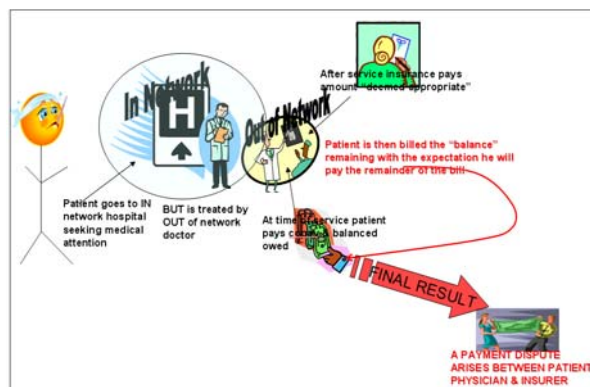 In Network
H
Out of Network
After service insurance pays
amount "deemed appropriate"
Patient is then billed the "balance"
remaining with the expectation he will
pay the remainder of the bill
Patient goes to IN
network hospital
seeking medical
attention
BUT is treated by
OUT of network
doctor
At time of service patient
pays copay & balanced
owed
FINAL RESULT
A PAYMENT DISPUTE
ARISES BETWEEN PATIENT
PHYSICIAN & INSURER